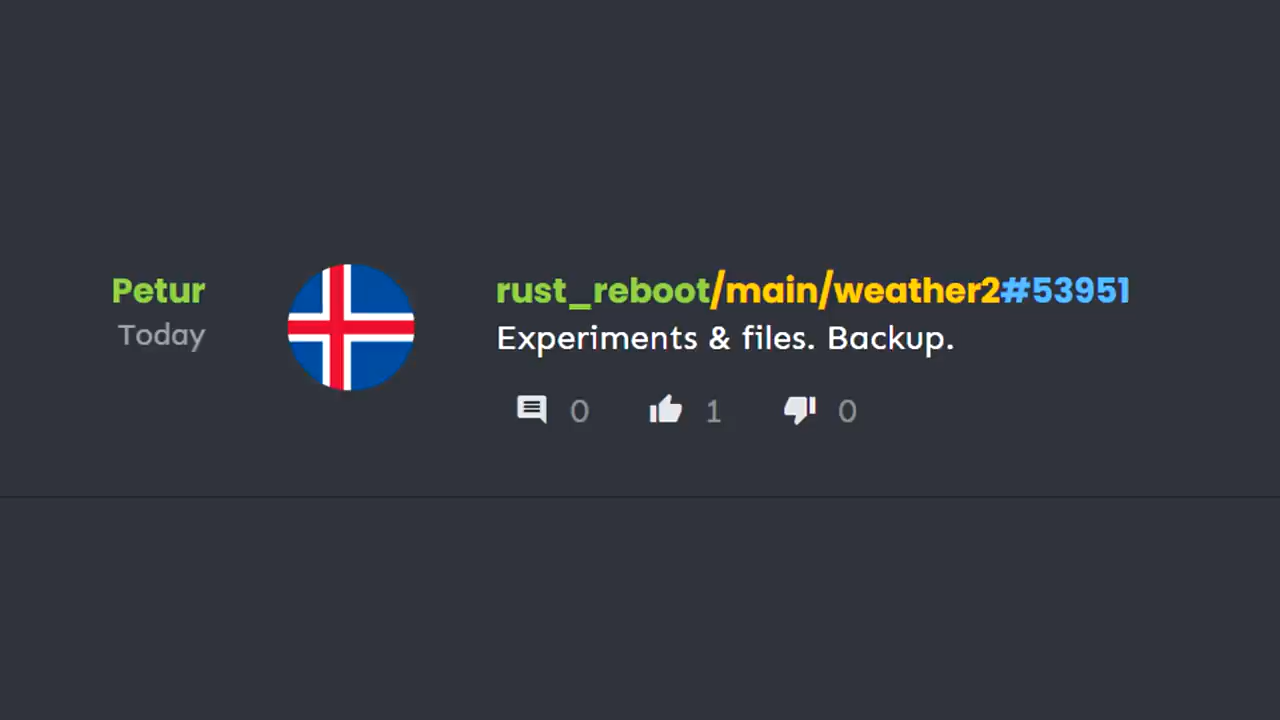 Petur
Today
rust_reboot/main/weather2#53951
Experiments & files. Backup.
0 1 0